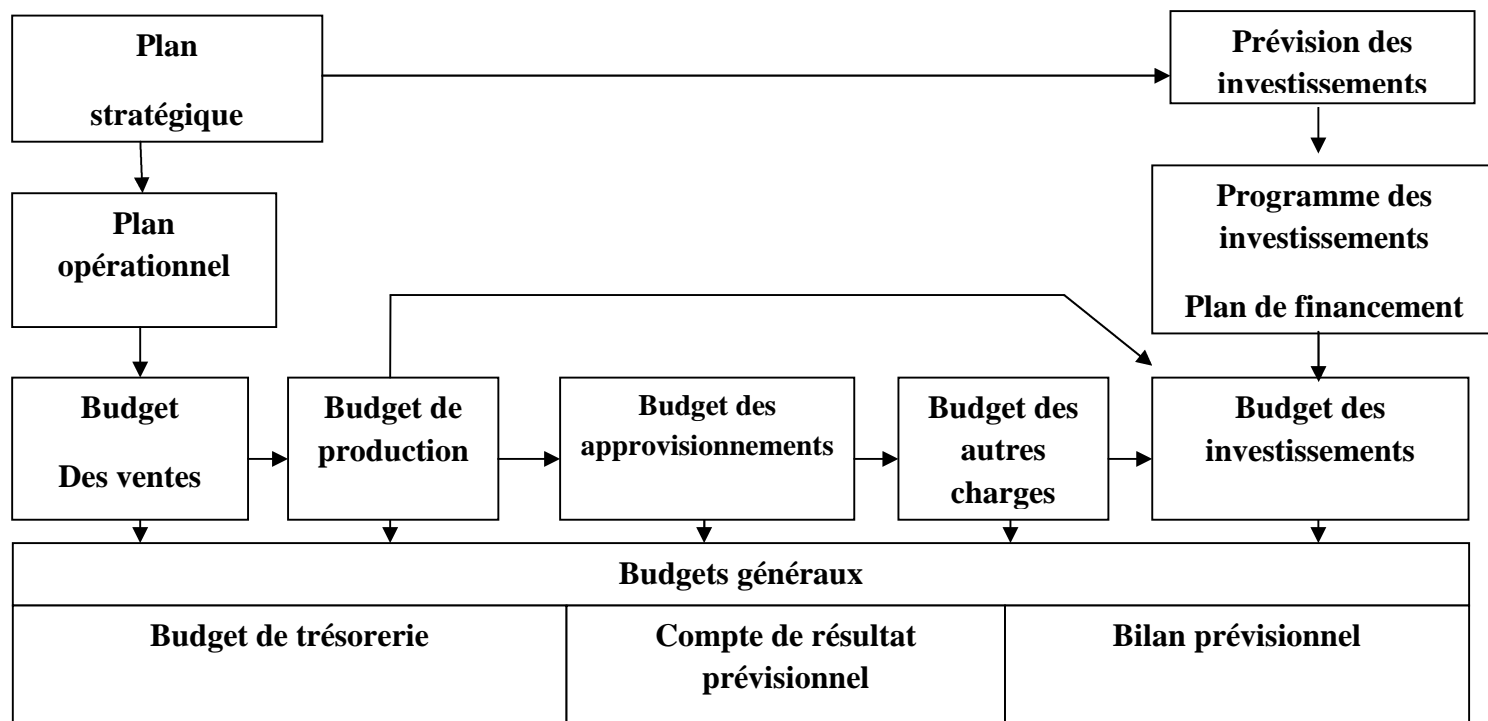 Plan
stratégique
Prévision des
investissements
Plan
opérationnel
Programme des
investissements
Plan de financement
Budget
Des ventes
Budget de
production
Budget des
approvisionnements
Budget des
autres
charges
Budget des
investissements
Budgets généraux
Budget de trésorerie
Compte de résultat
prévisionnel
Bilan prévisionnel